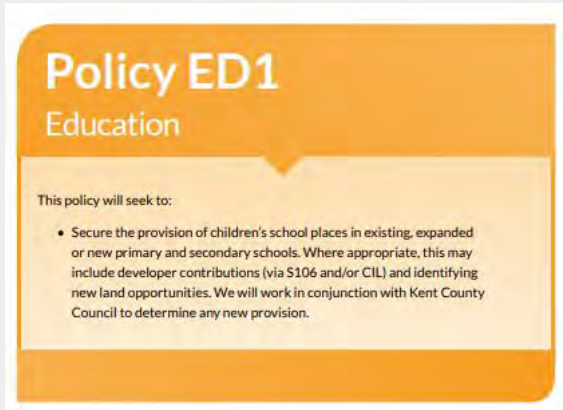 Policy ED1
Education
This policy will seek to:
• Secure the provision of children's school places in existing, expanded
or new primary and secondary schools. Where appropriate, this may
include developer contributions (via S106 and/or CIL) and identifying
new land opportunities. We will work in conjunction with Kent County
Council to determine any new provision.